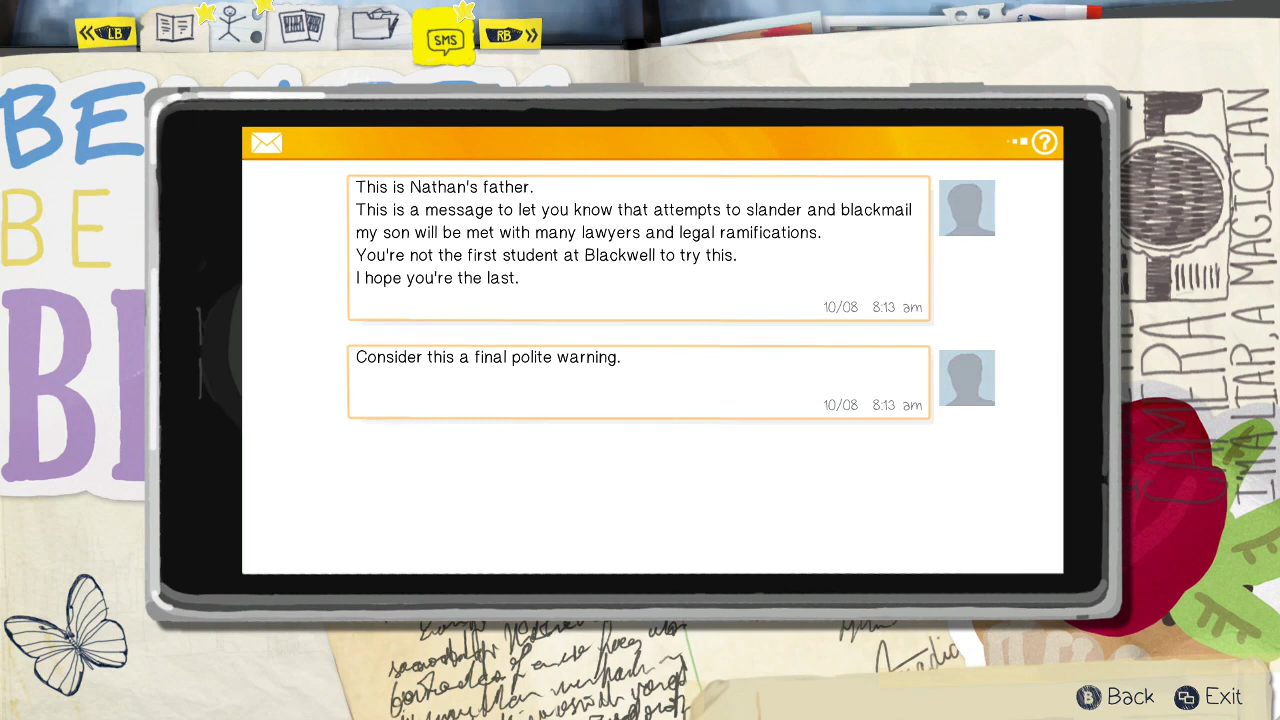 LB
SMS
RB
BE
BE
This is Nathan's father.
This is a message to let you know that attempts to slander and blackmail
my son will be met with many lawyers and legal ramifications.
You're not the first student at Blackwell to try this.
I hope you're the last.
10/08 8:13 am
Consider this a final polite warning.
10/08 8:13 am
CAMERA
I'M A LIAR, A MAGICIAN
Back
Exit